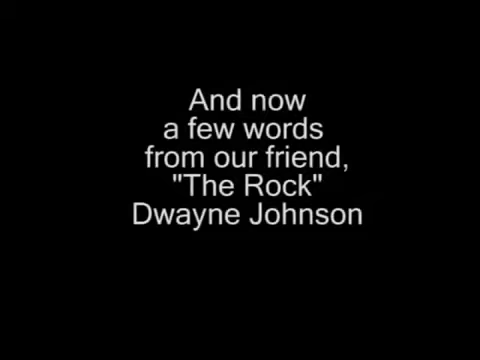 And now
a few words
from our friend,
"The Rock"
Dwayne Johnson